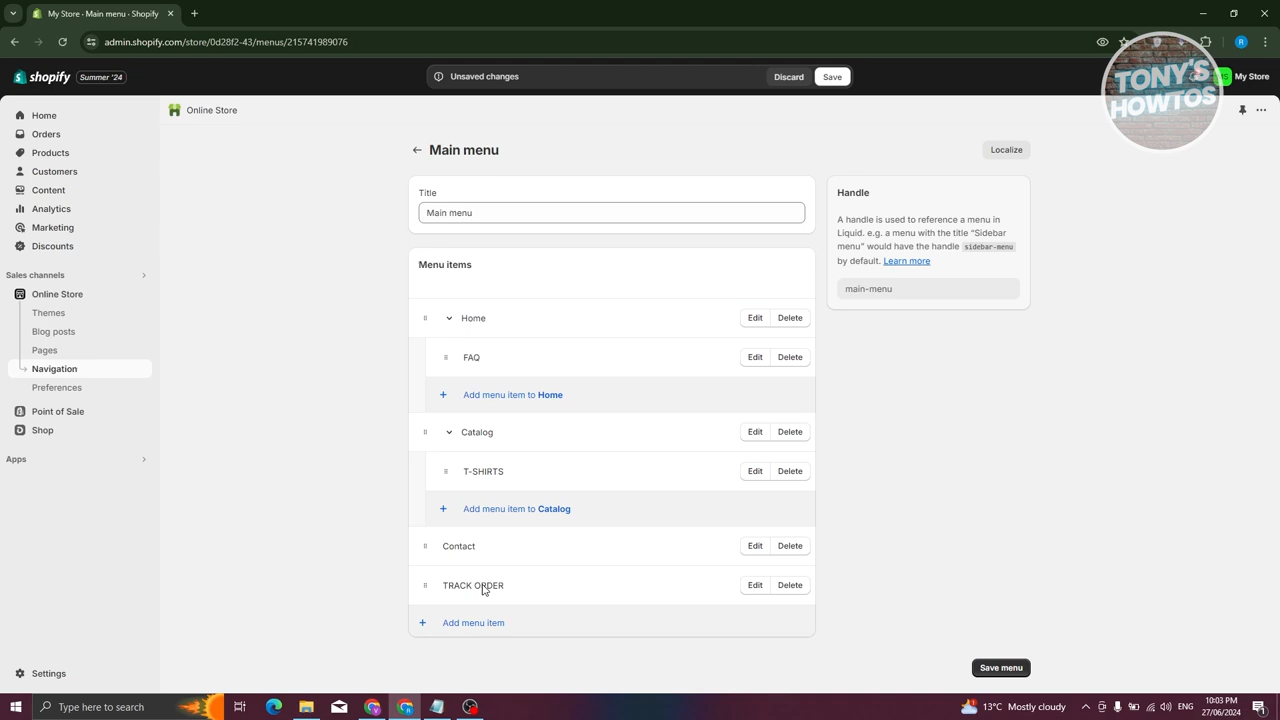 My Store · Main menu · Shopify
admin.shopify.com/store/0d28f2-43/menus/215741989076
R
shopify
Summer '24
Unsaved changes
Discard
Save
My Store
TONY'S
HOWTOS
Home
Orders
Products
Customers
Content
Analytics
Marketing
Discounts
Sales channels
Online Store
Themes
Blog posts
Pages
Navigation
Preferences
Point of Sale
Shop
Apps
Settings
Online Store
Main menu
Localize
Title
Main menu
Menu items
Home
Edit
Delete
FAQ
Edit
Delete
Add menu item to Home
Catalog
Edit
Delete
T-SHIRTS
Edit
Delete
Add menu item to Catalog
Contact
Edit
Delete
TRACK ORDER
Edit
Delete
Add menu item
Handle
A handle is used to reference a menu in
Liquid. e.g. a menu with the title “Sidebar
menu” would have the handle sidebar-menu
by default. Learn more
main-menu
Save menu
Type here to search
13°C Mostly cloudy
ENG
10:03 PM
27/06/2024